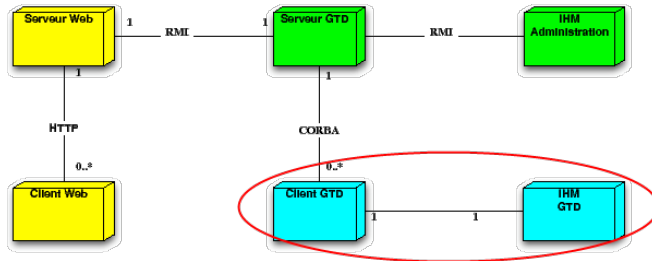 Serveur Web
1
RMI
1
Serveur GTD
RMI
IHM
Administration
1
1
HTTP
CORBA
0..*
0..*
Client Web
Client GTD
IHM
GTD
1
1